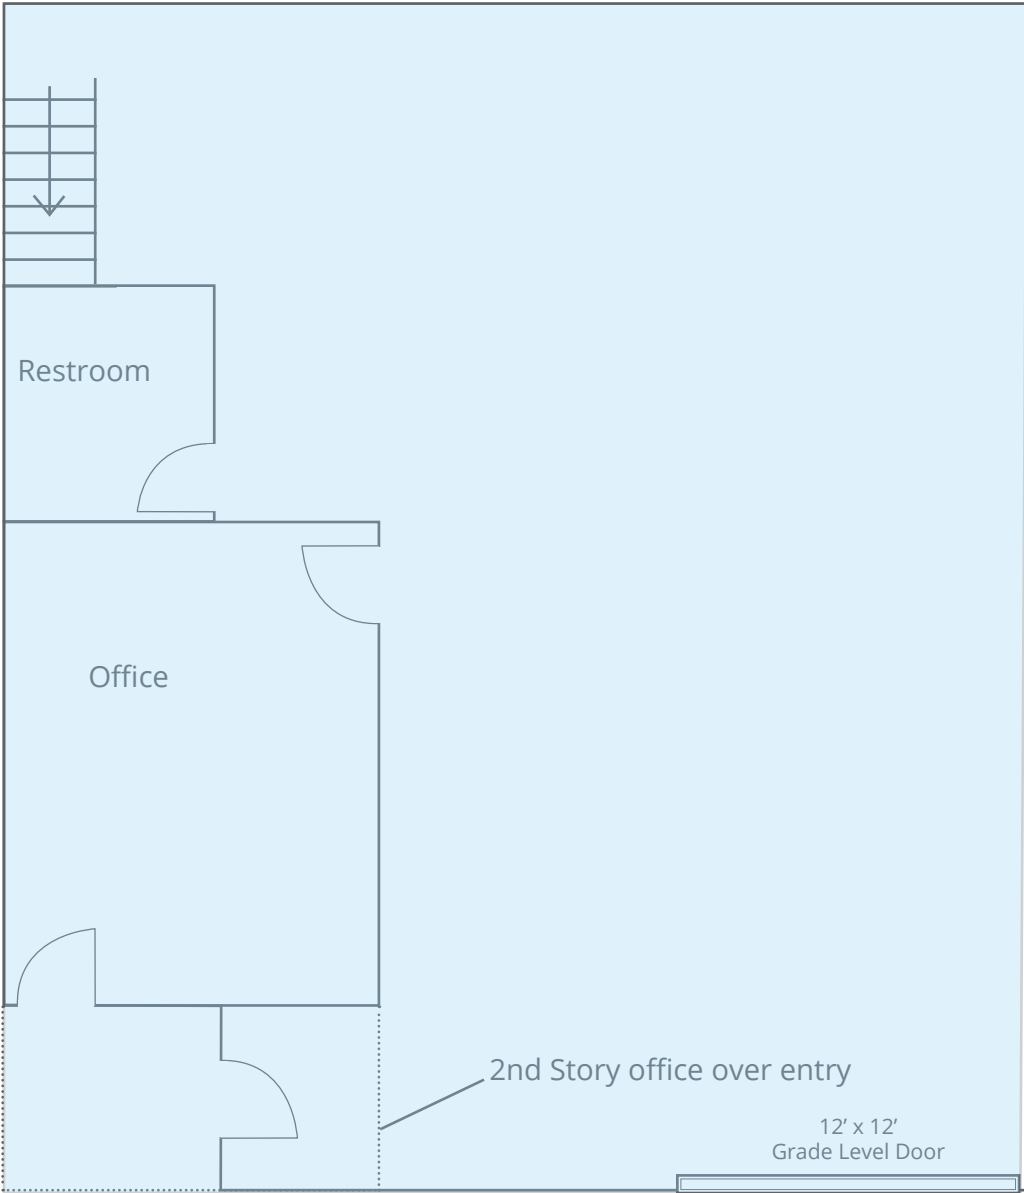 Restroom
Office
2nd Story office over entry
12’ x 12’
Grade Level Door